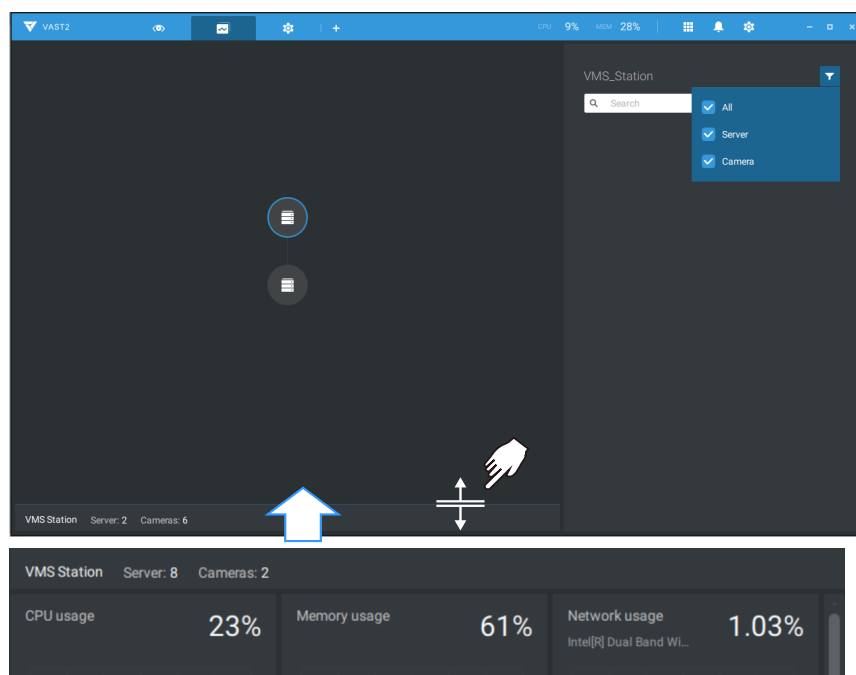 VAST2 CPU 9% MEM 28%
VMS_Station
Search
All
Server
Camera
VMS Station Server: 2 Cameras: 6
VMS Station Server: 8 Cameras: 2
CPU usage 23% Memory usage 61% Network usage 1.03%
Intel[R] Dual Band Wi...